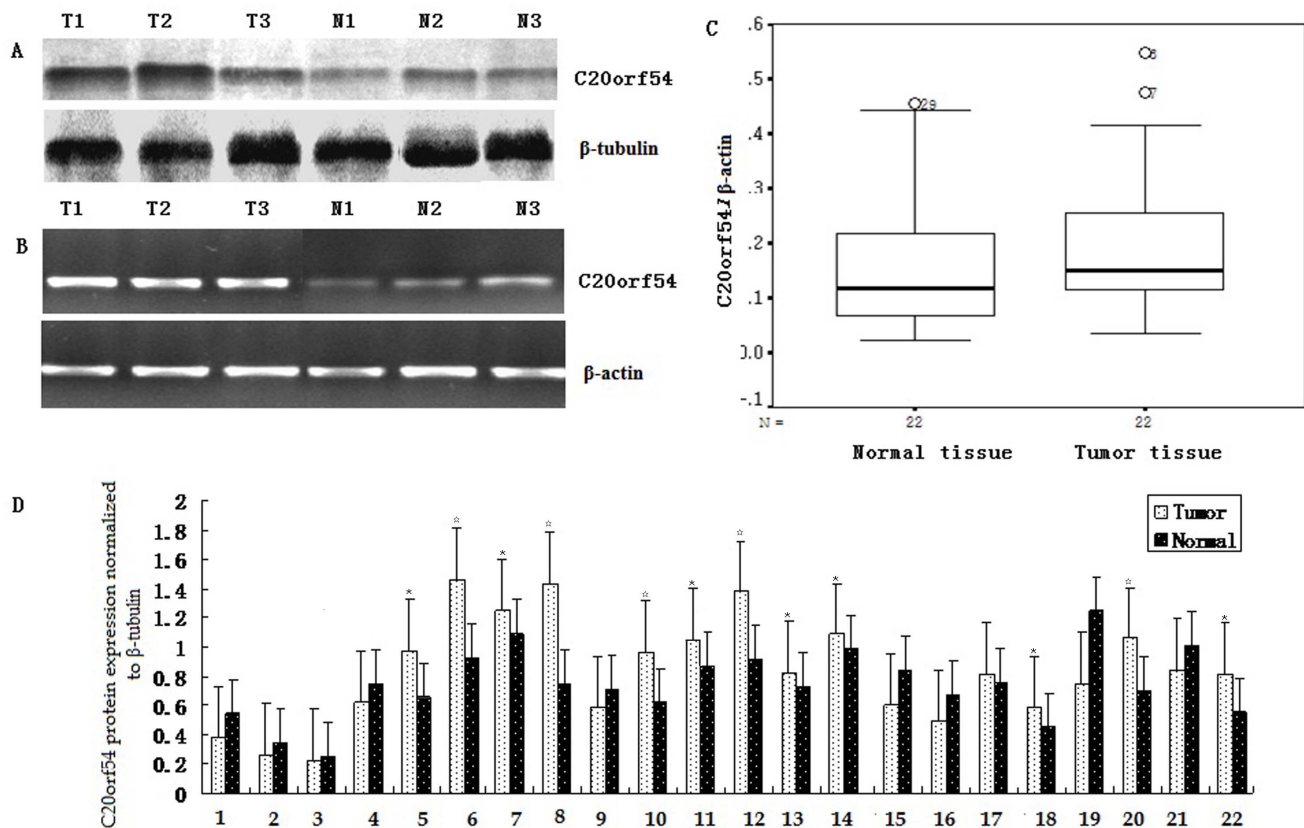 A
T1 T2 T3 N1 N2 N3
C20orf54
β-tubulin
B
T1 T2 T3 N1 N2 N3
C20orf54
β-actin
C
C20orf54/β-actin
.6
.5
.4
.3
.2
.1
0.0
-.1
29
7
N = 22 22
Normal tissue Tumor tissue
D
C20orf54 protein expression normalized
to β-tubulin
2
1.8
1.6
1.4
1.2
1
0.8
0.6
0.4
0.2
0
* ☆ * ☆ ☆ * ☆ * * * ☆ *
Tumor
Normal
1 2 3 4 5 6 7 8 9 10 11 12 13 14 15 16 17 18 19 20 21 22